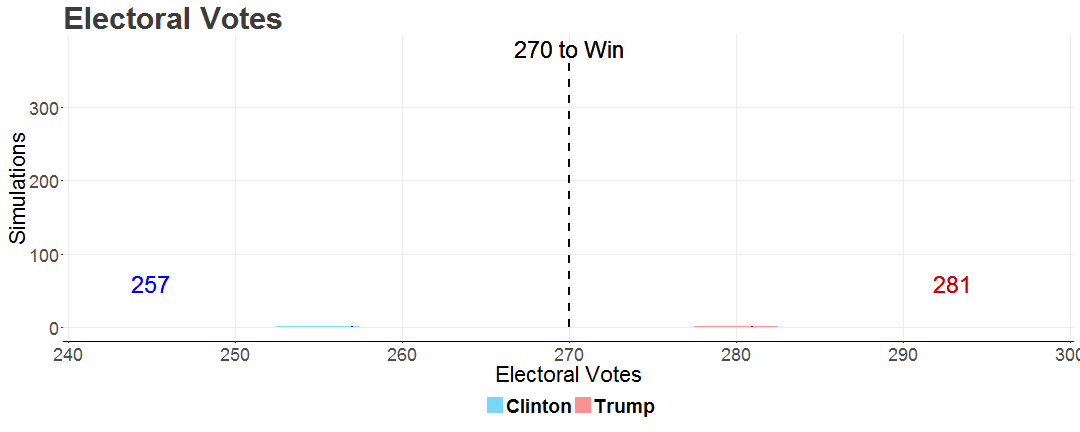 Electoral Votes
270 to Win
Simulations
300
200
100
0
257
281
240 250 260 270 280 290 300
Electoral Votes
Clinton Trump